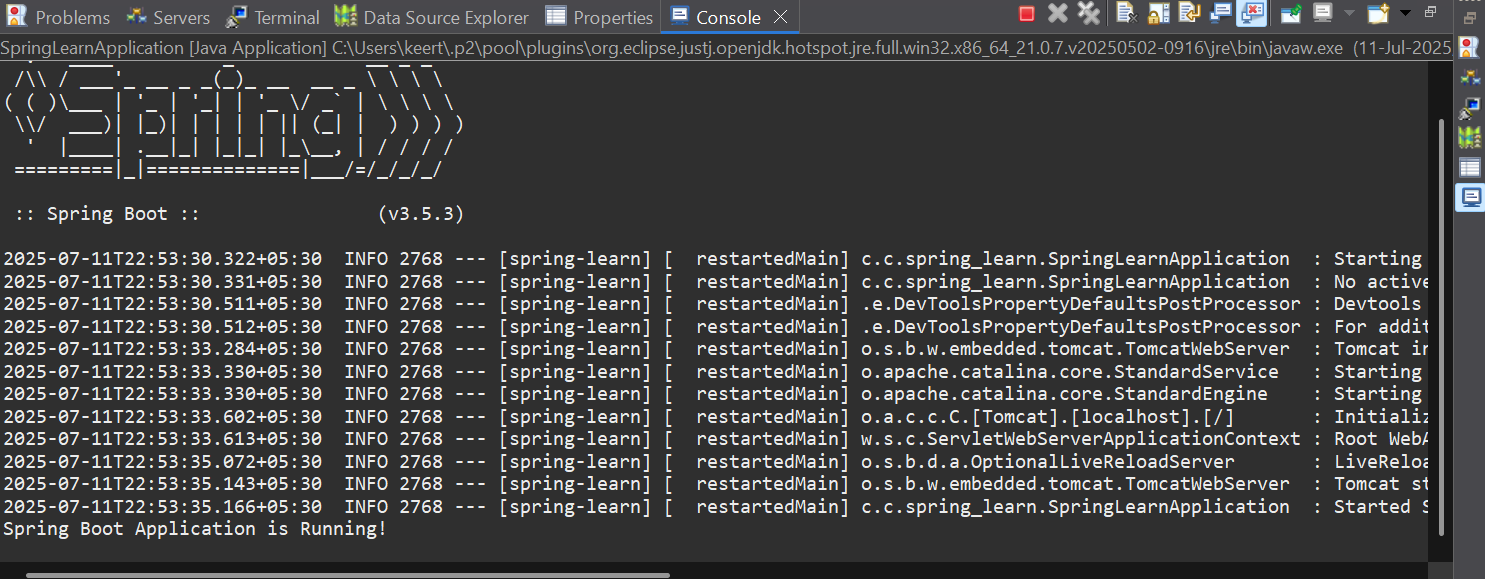 Problems Servers Terminal Data Source Explorer Properties Console
SpringLearnApplication [Java Application] C:\Users\keert\.p2\pool\plugins\org.eclipse.justj.openjdk.hotspot.jre.full.win32.x86_64_21.0.7.v20250502-0916\jre\bin\javaw.exe (11-Jul-2025
 /\\ / ___'_ __ _ _(_)_ __  __ _ \ \ \ \
( ( )\___ | '_ | '_| | '_ \/ _` | \ \ \ \
 \\/  ___)| |_)| | | | | || (_| |  ) ) ) )
  '  |____| .__|_| |_|_| |_\__, | / / / /
 =========|_|==============|___/=/_/_/_/
 :: Spring Boot ::                (v3.5.3)
2025-07-11T22:53:30.322+05:30  INFO 2768 --- [spring-learn] [  restartedMain] c.c.spring_learn.SpringLearnApplication  : Starting
2025-07-11T22:53:30.331+05:30  INFO 2768 --- [spring-learn] [  restartedMain] c.c.spring_learn.SpringLearnApplication  : No active
2025-07-11T22:53:30.511+05:30  INFO 2768 --- [spring-learn] [  restartedMain] .e.DevToolsPropertyDefaultsPostProcessor : Devtools
2025-07-11T22:53:30.512+05:30  INFO 2768 --- [spring-learn] [  restartedMain] .e.DevToolsPropertyDefaultsPostProcessor : For addit
2025-07-11T22:53:33.284+05:30  INFO 2768 --- [spring-learn] [  restartedMain] o.s.b.w.embedded.tomcat.TomcatWebServer  : Tomcat in
2025-07-11T22:53:33.330+05:30  INFO 2768 --- [spring-learn] [  restartedMain] o.apache.catalina.core.StandardService   : Starting
2025-07-11T22:53:33.330+05:30  INFO 2768 --- [spring-learn] [  restartedMain] o.apache.catalina.core.StandardEngine    : Starting
2025-07-11T22:53:33.602+05:30  INFO 2768 --- [spring-learn] [  restartedMain] o.a.c.c.C.[Tomcat].[localhost].[/]       : Initializ
2025-07-11T22:53:33.613+05:30  INFO 2768 --- [spring-learn] [  restartedMain] w.s.c.ServletWebServerApplicationContext : Root WebA
2025-07-11T22:53:35.072+05:30  INFO 2768 --- [spring-learn] [  restartedMain] o.s.b.d.a.OptionalLiveReloadServer       : LiveReloa
2025-07-11T22:53:35.143+05:30  INFO 2768 --- [spring-learn] [  restartedMain] o.s.b.w.embedded.tomcat.TomcatWebServer  : Tomcat st
2025-07-11T22:53:35.166+05:30  INFO 2768 --- [spring-learn] [  restartedMain] c.c.spring_learn.SpringLearnApplication  : Started S
Spring Boot Application is Running!